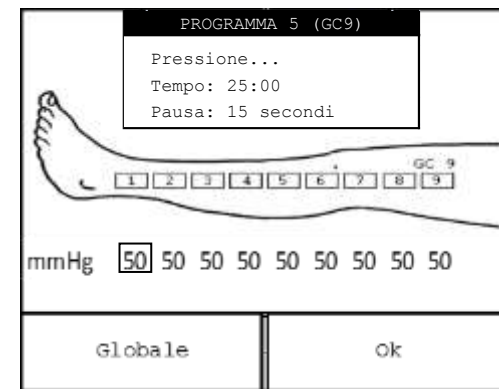 PROGRAMMA 5 (GC9)
Pressione...
Tempo: 25:00
Pausa: 15 secondi
GC 9
1 2 3 4 5 6 7 8 9
mmHg 50 50 50 50 50 50 50 50 50
Globale Ok